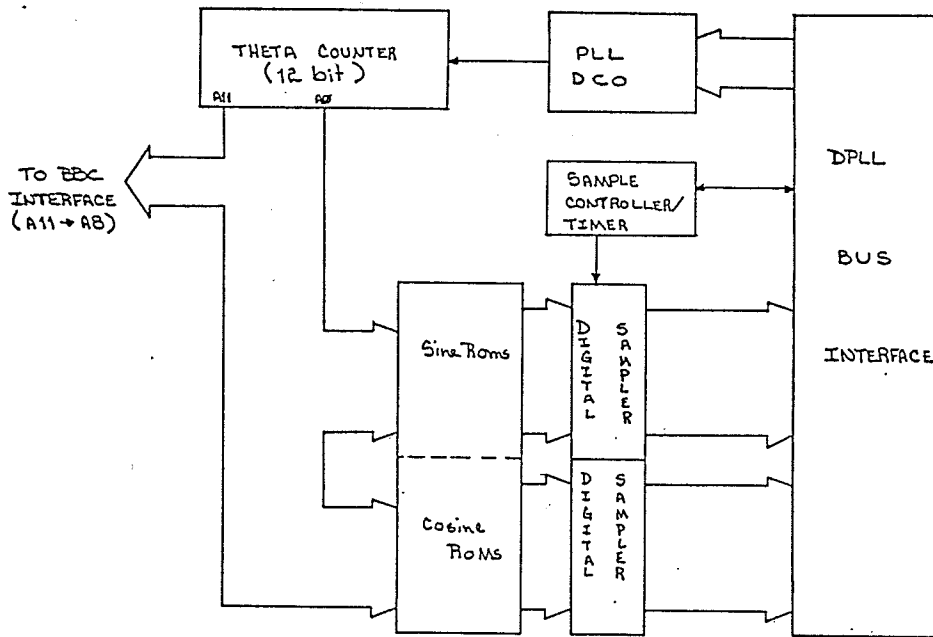 THETA COUNTER
(12 bit)
A11
A0
PLL
DCO
TO BBC
INTERFACE
(A11→A8)
SAMPLE
CONTROLLER/
TIMER
DPLL
BUS
INTERFACE
Sine Roms
DIGITAL
SAMPLER
Cosine
ROMs
DIGITAL
SAMPLER